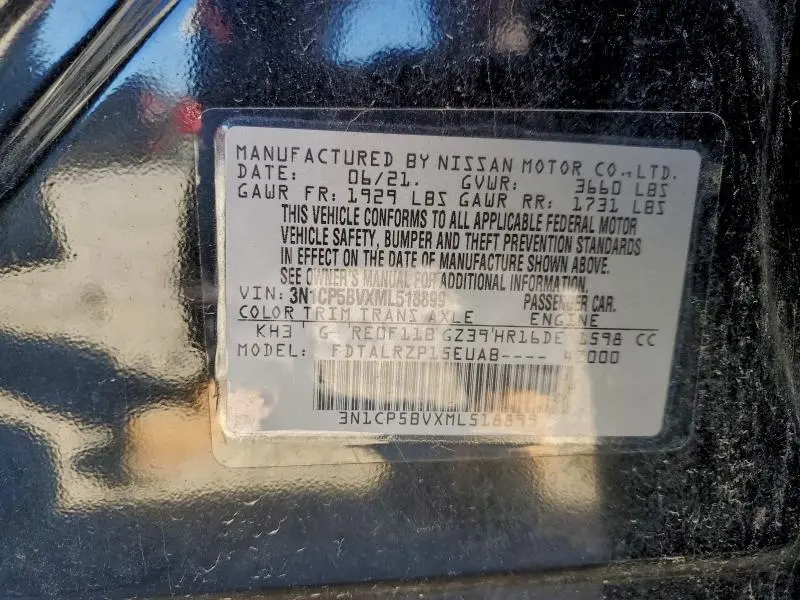 MANUFACTURED BY NISSAN MOTOR CO., LTD.
DATE: 06/21. GVWR: 3660 LBS
GAWR FR: 1929 LBS GAWR RR: 1731 LBS
THIS VEHICLE CONFORMS TO ALL APPLICABLE FEDERAL MOTOR
VEHICLE SAFETY, BUMPER AND THEFT PREVENTION STANDARDS
IN EFFECT ON THE DATE OF MANUFACTURE SHOWN ABOVE.
SEE OWNER'S MANUAL FOR ADDITIONAL INFORMATION.
VIN: 3N1CP5BVXML518899 PASSENGER CAR.
COLOR TRIM TRANS AXLE ENGINE
KH3 G RE0F11B GZ39 HR16DE 1598 CC
MODEL: FDTALRZP15EUAB----
3N1CP5BVXML518899